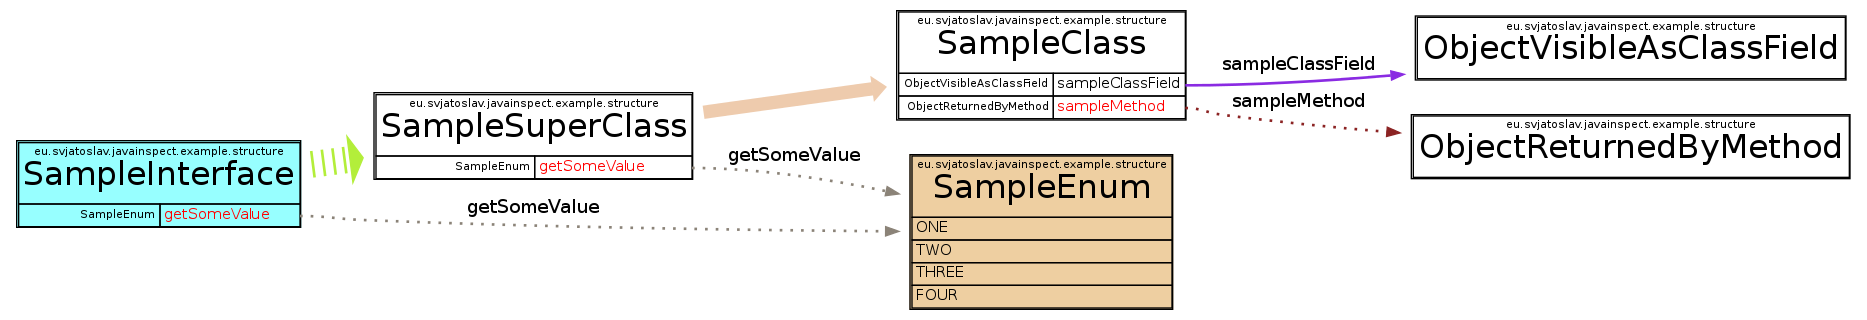 eu.svjatoslav.javainspect.example.structure
SampleInterface
SampleEnum getSomeValue
eu.svjatoslav.javainspect.example.structure
SampleSuperClass
SampleEnum getSomeValue
getSomeValue
getSomeValue
eu.svjatoslav.javainspect.example.structure
SampleClass
ObjectVisibleAsClassField sampleClassField
ObjectReturnedByMethod sampleMethod
eu.svjatoslav.javainspect.example.structure
SampleEnum
ONE
TWO
THREE
FOUR
sampleClassField
sampleMethod
eu.svjatoslav.javainspect.example.structure
ObjectVisibleAsClassField
eu.svjatoslav.javainspect.example.structure
ObjectReturnedByMethod